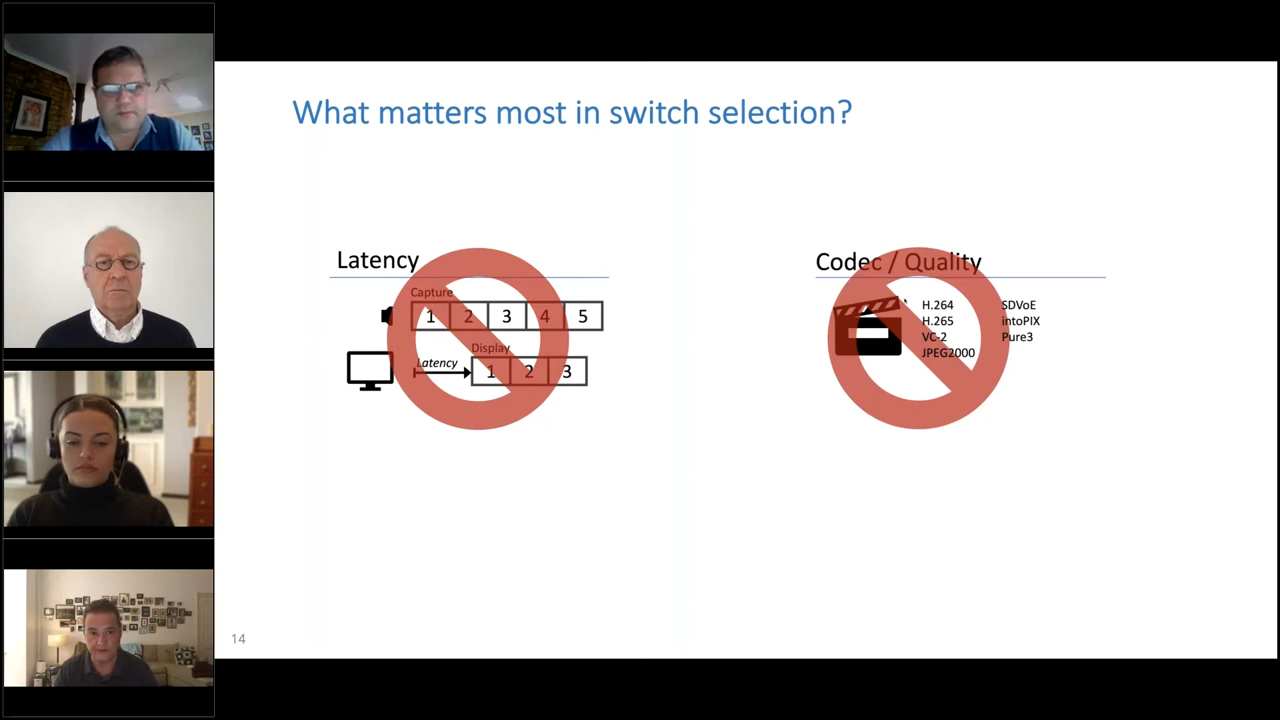 What matters most in switch selection?
Latency
Capture
1 2 3 4 5
Display
Latency
1 2 3
Codec / Quality
H.264 SDVoE
H.265 intoPIX
VC-2 Pure3
JPEG2000
14